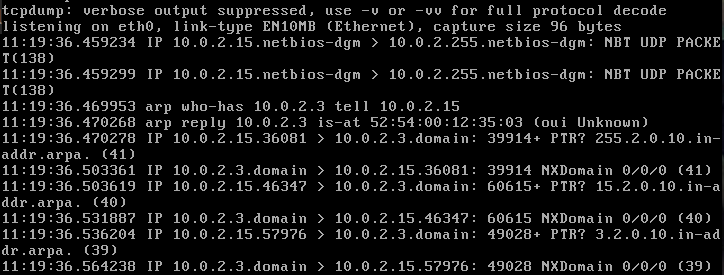 tcpdump: verbose output suppressed, use -v or -vv for full protocol decode
listening on eth0, link-type EN10MB (Ethernet), capture size 96 bytes
11:19:36.459234 IP 10.0.2.15.netbios-dgm > 10.0.2.255.netbios-dgm: NBT UDP PACKE
T(138)
11:19:36.459299 IP 10.0.2.15.netbios-dgm > 10.0.2.255.netbios-dgm: NBT UDP PACKE
T(138)
11:19:36.469953 arp who-has 10.0.2.3 tell 10.0.2.15
11:19:36.470268 arp reply 10.0.2.3 is-at 52:54:00:12:35:03 (oui Unknown)
11:19:36.470278 IP 10.0.2.15.36081 > 10.0.2.3.domain: 39914+ PTR? 255.2.0.10.in-
addr.arpa. (41)
11:19:36.503361 IP 10.0.2.3.domain > 10.0.2.15.36081: 39914 NXDomain 0/0/0 (41)
11:19:36.503619 IP 10.0.2.15.46347 > 10.0.2.3.domain: 60615+ PTR? 15.2.0.10.in-a
ddr.arpa. (40)
11:19:36.531887 IP 10.0.2.3.domain > 10.0.2.15.46347: 60615 NXDomain 0/0/0 (40)
11:19:36.536204 IP 10.0.2.15.57976 > 10.0.2.3.domain: 49028+ PTR? 3.2.0.10.in-ad
dr.arpa. (39)
11:19:36.564238 IP 10.0.2.3.domain > 10.0.2.15.57976: 49028 NXDomain 0/0/0 (39)